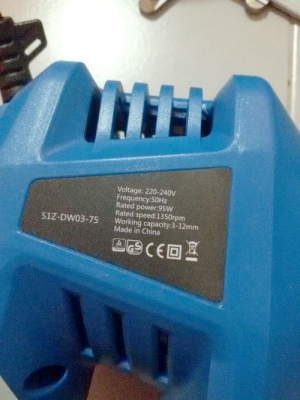 S1Z-DW03-75
Voltage: 220-240V
Frequency:50Hz
Rated power:95W
Rated speed:1350rpm
Working capacity:3-12mm
Made in China